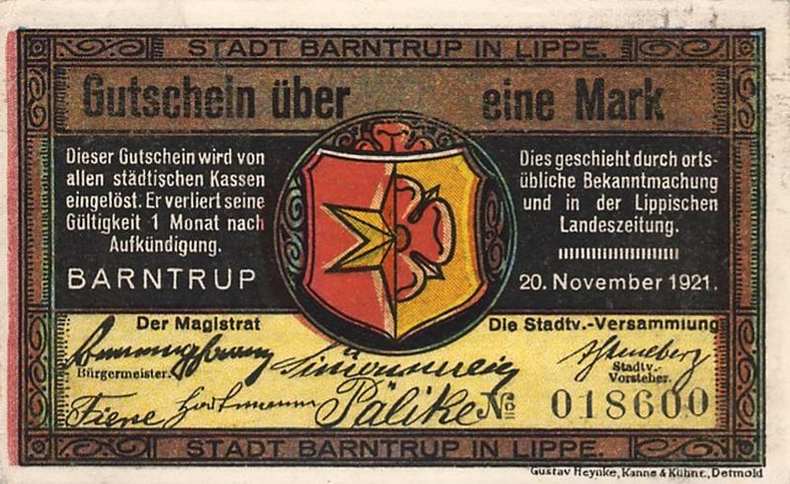 STADT BARNTRUP IN LIPPE.
Gutschein über eine Mark
Dieser Gutschein wird von
allen städtischen Kassen
eingelöst. Er verliert seine
Gültigkeit 1 Monat nach
Aufkündigung.
BARNTRUP
Dies geschieht durch orts-
übliche Bekanntmachung
und in der Lippischen
Landeszeitung.
20. November 1921.
Der Magistrat
Bürgermeister.
Fiene Hartmann Pälike
Die Stadtv.-Versammlung
Stadtv.-
Vorsteher.
No 018600
STADT BARNTRUP IN LIPPE.
Gustav Heynke, Kanne & Kühnr., Detmold